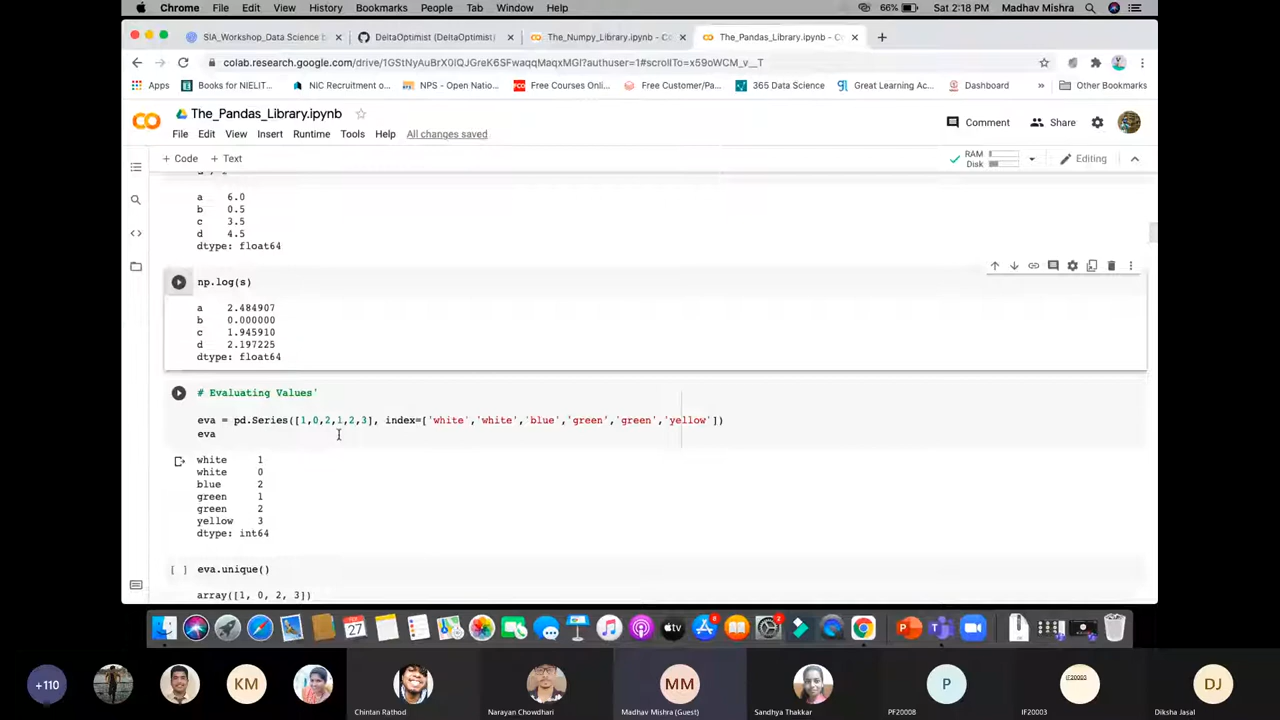 Chrome File Edit View History Bookmarks People Tab Window Help 66% Sat 2:18 PM Madhav Mishra
SIA_Workshop_Data Science b DeltaOptimist (DeltaOptimist) The_Numpy_Library.ipynb - Co The_Pandas_Library.ipynb - Co
colab.research.google.com/drive/1GStNyAuBrX0lQJGreK6SFwaqqMaqxMGl?authuser=1#scrollTo=x59oWCM_v__T
Apps Books for NIELIT... NIC Recruitment o... NPS - Open Natio... Free Courses Onli... Free Customer/Pa... 365 Data Science Great Learning Ac... Dashboard » Other Bookmarks
The_Pandas_Library.ipynb
Comment Share
File Edit View Insert Runtime Tools Help All changes saved
+ Code + Text RAM Disk Editing
a 6.0
b 0.5
c 3.5
d 4.5
dtype: float64
np.log(s)
a 2.484907
b 0.000000
c 1.945910
d 2.197225
dtype: float64
# Evaluating Values'
eva = pd.Series([1,0,2,1,2,3], index=['white','white','blue','green','green','yellow'])
eva
white 1
white 0
blue 2
green 1
green 2
yellow 3
dtype: int64
[ ] eva.unique()
array([1, 0, 2, 3])
+110 KM MM P DJ
Chintan Rathod Narayan Chowdhari Madhav Mishra (Guest) Sandhya Thakkar PF20008 IF20003 Diksha Jasal